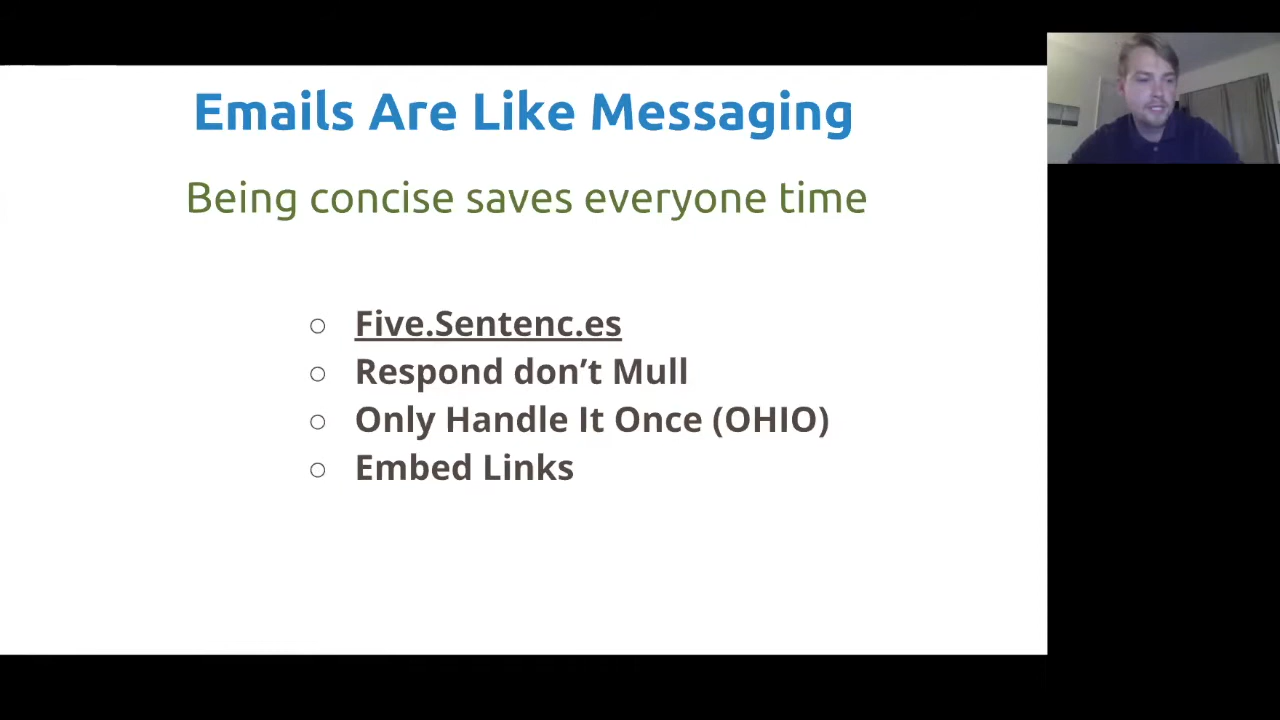 Emails Are Like Messaging
Being concise saves everyone time
○ Five.Sentenc.es
○ Respond don’t Mull
○ Only Handle It Once (OHIO)
○ Embed Links